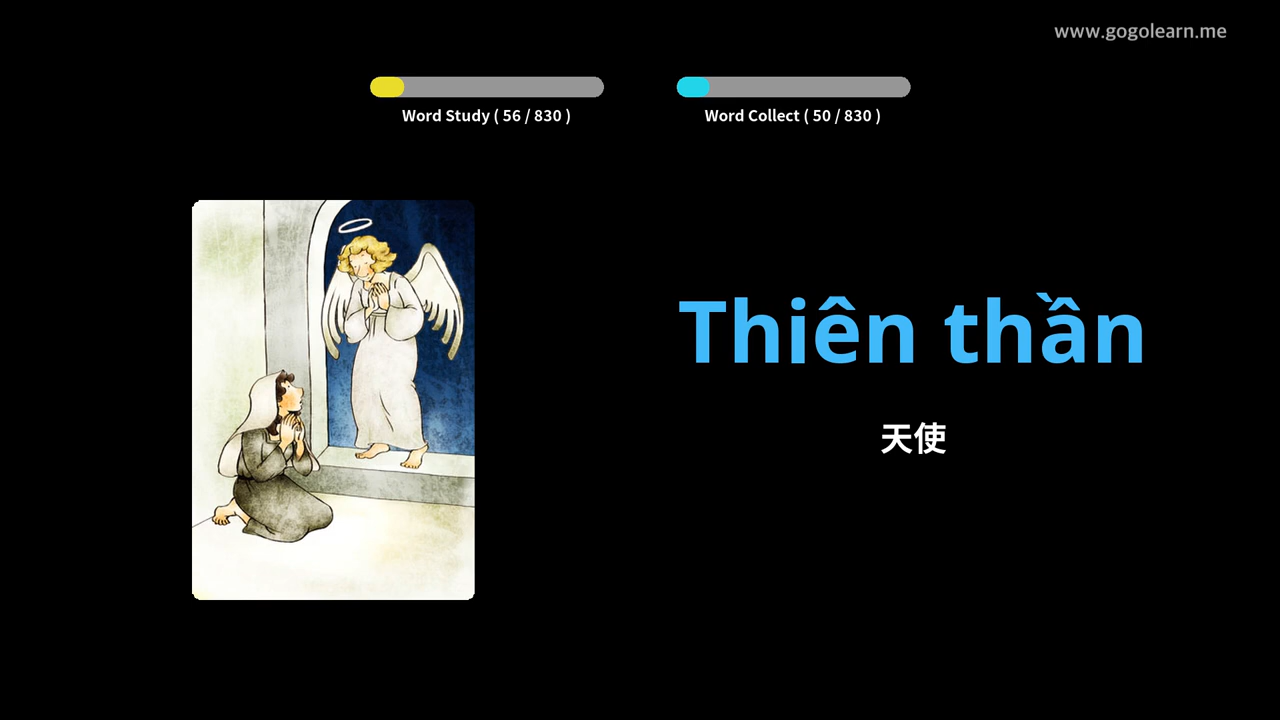 www.gogolearn.me
Word Study ( 56 / 830 )
Word Collect ( 50 / 830 )
Thiên thần
天使